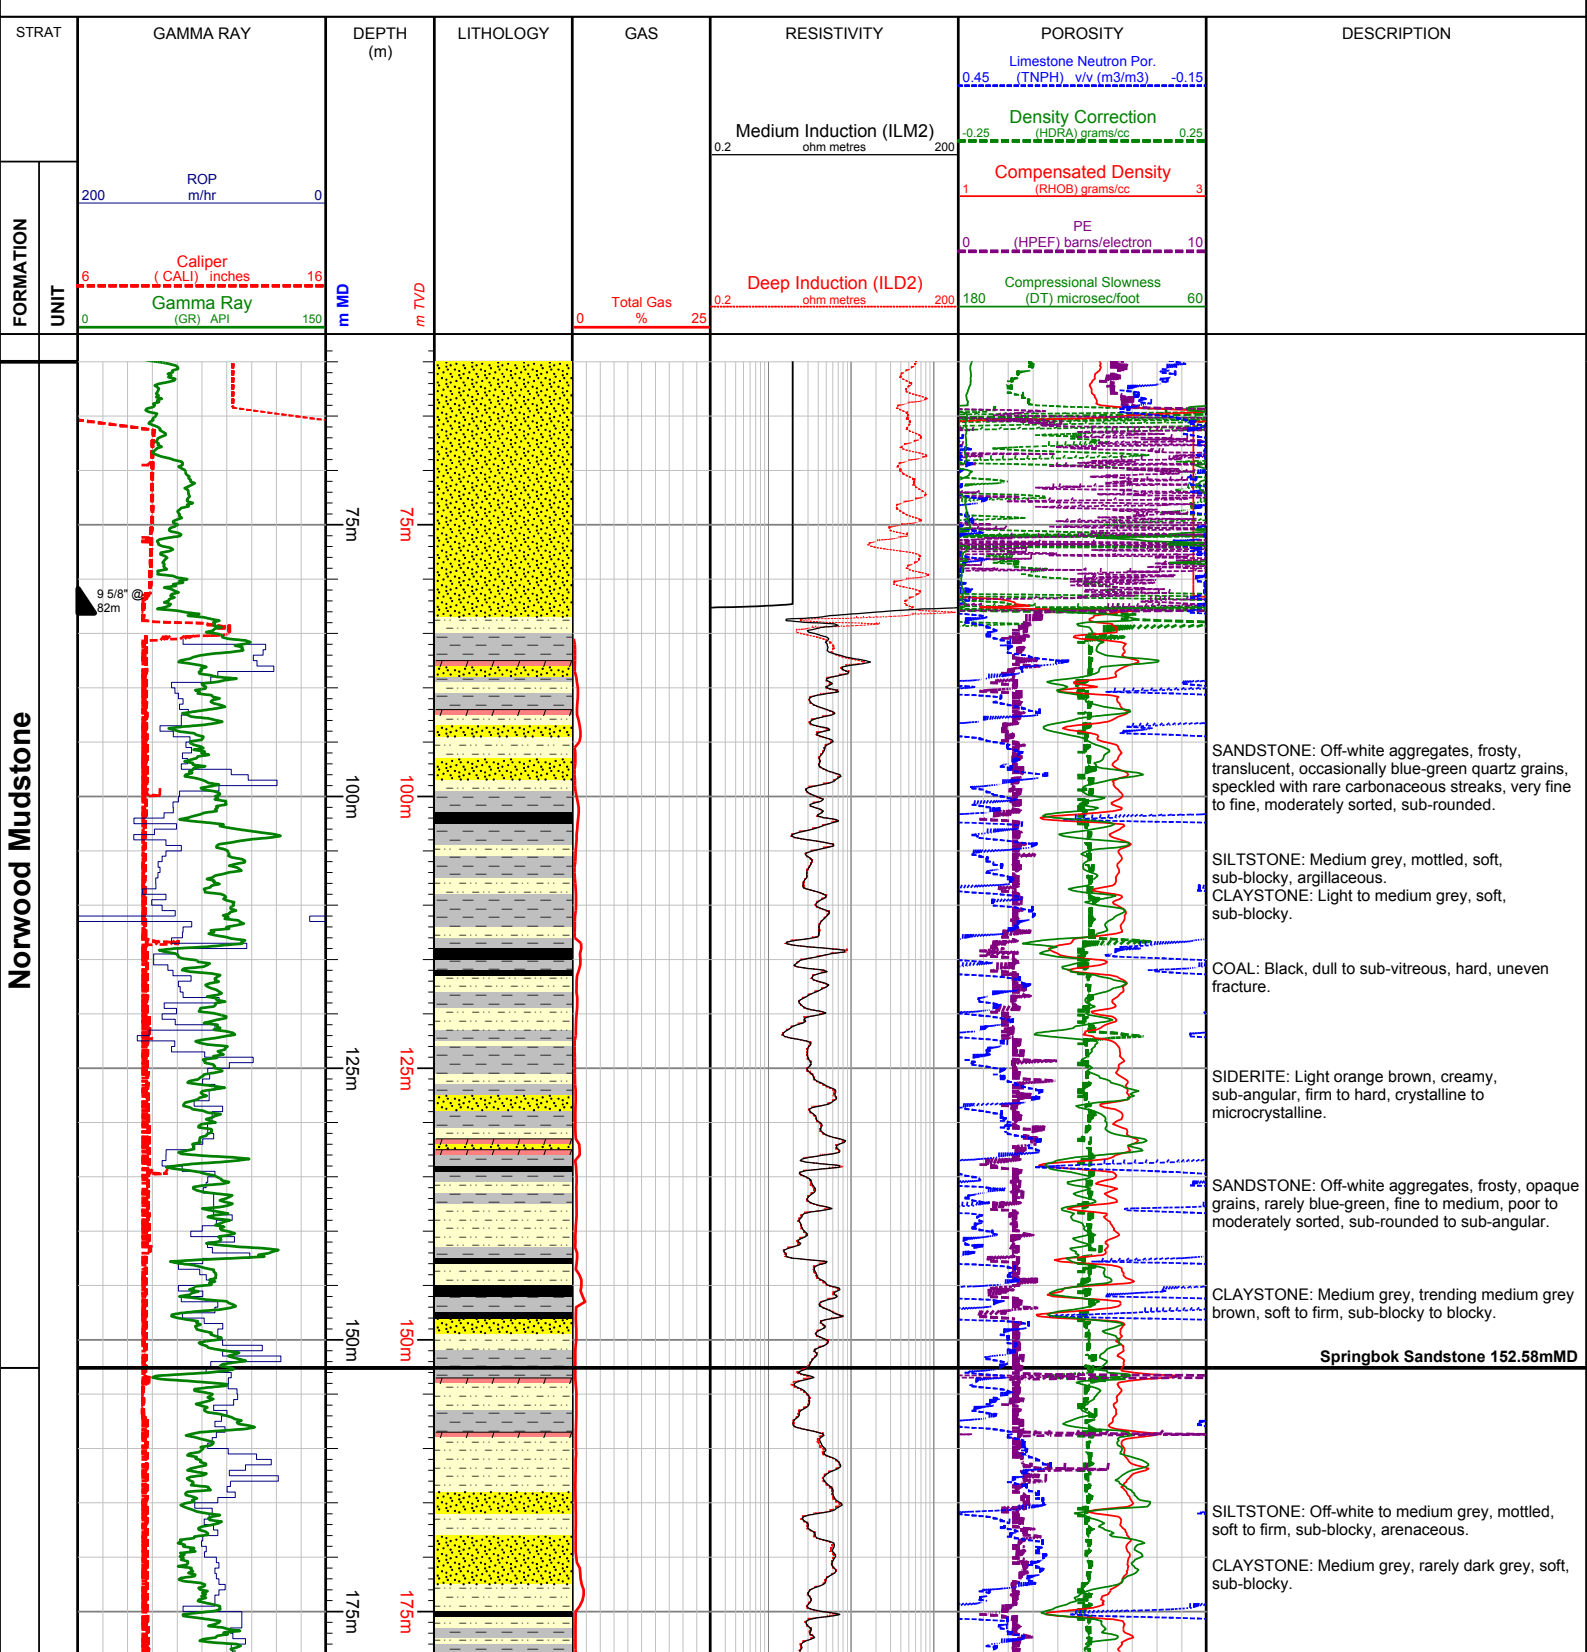 STRAT
GAMMA RAY
DEPTH
(m)
LITHOLOGY
GAS
RESISTIVITY
POROSITY
DESCRIPTION
FORMATION
UNIT
ROP
200 m/hr 0
Caliper
6 ( CALI) inches 16
Gamma Ray
0 (GR) API 150
m MD
m TVD
Total Gas
0 % 25
Medium Induction (ILM2)
0.2 ohm metres 200
Deep Induction (ILD2)
0.2 ohm metres 200
Limestone Neutron Por.
0.45 (TNPH) v/v (m3/m3) -0.15
Density Correction
-0.25 (HDRA) grams/cc 0.25
Compensated Density
1 (RHOB) grams/cc 3
PE
0 (HPEF) barns/electron 10
Compressional Slowness
180 (DT) microsec/foot 60
Norwood Mudstone
9 5/8" @
82m
75m 75m
100m 100m
125m 125m
150m 150m
175m 175m
SANDSTONE: Off-white aggregates, frosty,
translucent, occasionally blue-green quartz grains,
speckled with rare carbonaceous streaks, very fine
to fine, moderately sorted, sub-rounded.
SILTSTONE: Medium grey, mottled, soft,
sub-blocky, argillaceous.
CLAYSTONE: Light to medium grey, soft,
sub-blocky.
COAL: Black, dull to sub-vitreous, hard, uneven
fracture.
SIDERITE: Light orange brown, creamy,
sub-angular, firm to hard, crystalline to
microcrystalline.
SANDSTONE: Off-white aggregates, frosty, opaque
grains, rarely blue-green, fine to medium, poor to
moderately sorted, sub-rounded to sub-angular.
CLAYSTONE: Medium grey, trending medium grey
brown, soft to firm, sub-blocky to blocky.
Springbok Sandstone 152.58mMD
SILTSTONE: Off-white to medium grey, mottled,
soft to firm, sub-blocky, arenaceous.
CLAYSTONE: Medium grey, rarely dark grey, soft,
sub-blocky.